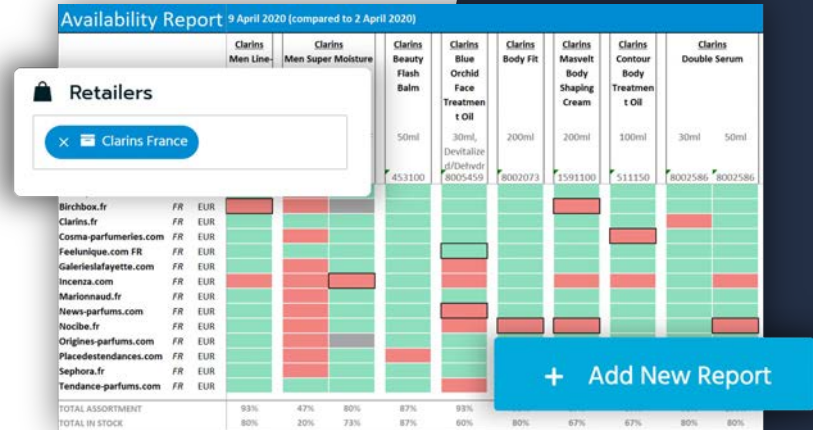 Availability Report 9 April 2020 (compared to 2 April 2020)
Clarins Clarins Clarins Clarins Clarins Clarins Clarins Clarins
Men Line- Men Super Moisture Beauty Blue Body Fit Masvelt Contour Double Serum
Flash Orchid Body Body
Balm Face Shaping Treatmen
Treatmen Cream t Oil
t Oil
50ml 30ml, 200ml 200ml 100ml 30ml 50ml
Devitalize
d/Dehydr
453100 8005459 8002073 1591100 511150 8002586 8002586
Retailers
× Clarins France
Birchbox.fr FR EUR
Clarins.fr FR EUR
Cosma-parfumeries.com FR EUR
Feelunique.com FR FR EUR
Galerieslafayette.com FR EUR
Incenza.com FR EUR
Marionnaud.fr FR EUR
News-parfums.com FR EUR
Nocibe.fr FR EUR
Origines-parfums.com FR EUR
Placedestendances.com FR EUR
Sephora.fr FR EUR
Tendance-parfums.com FR EUR
+ Add New Report
TOTAL ASSORTMENT 93% 47% 80% 87% 93%
TOTAL IN STOCK 80% 20% 73% 87% 60% 80% 67% 67% 80% 80%